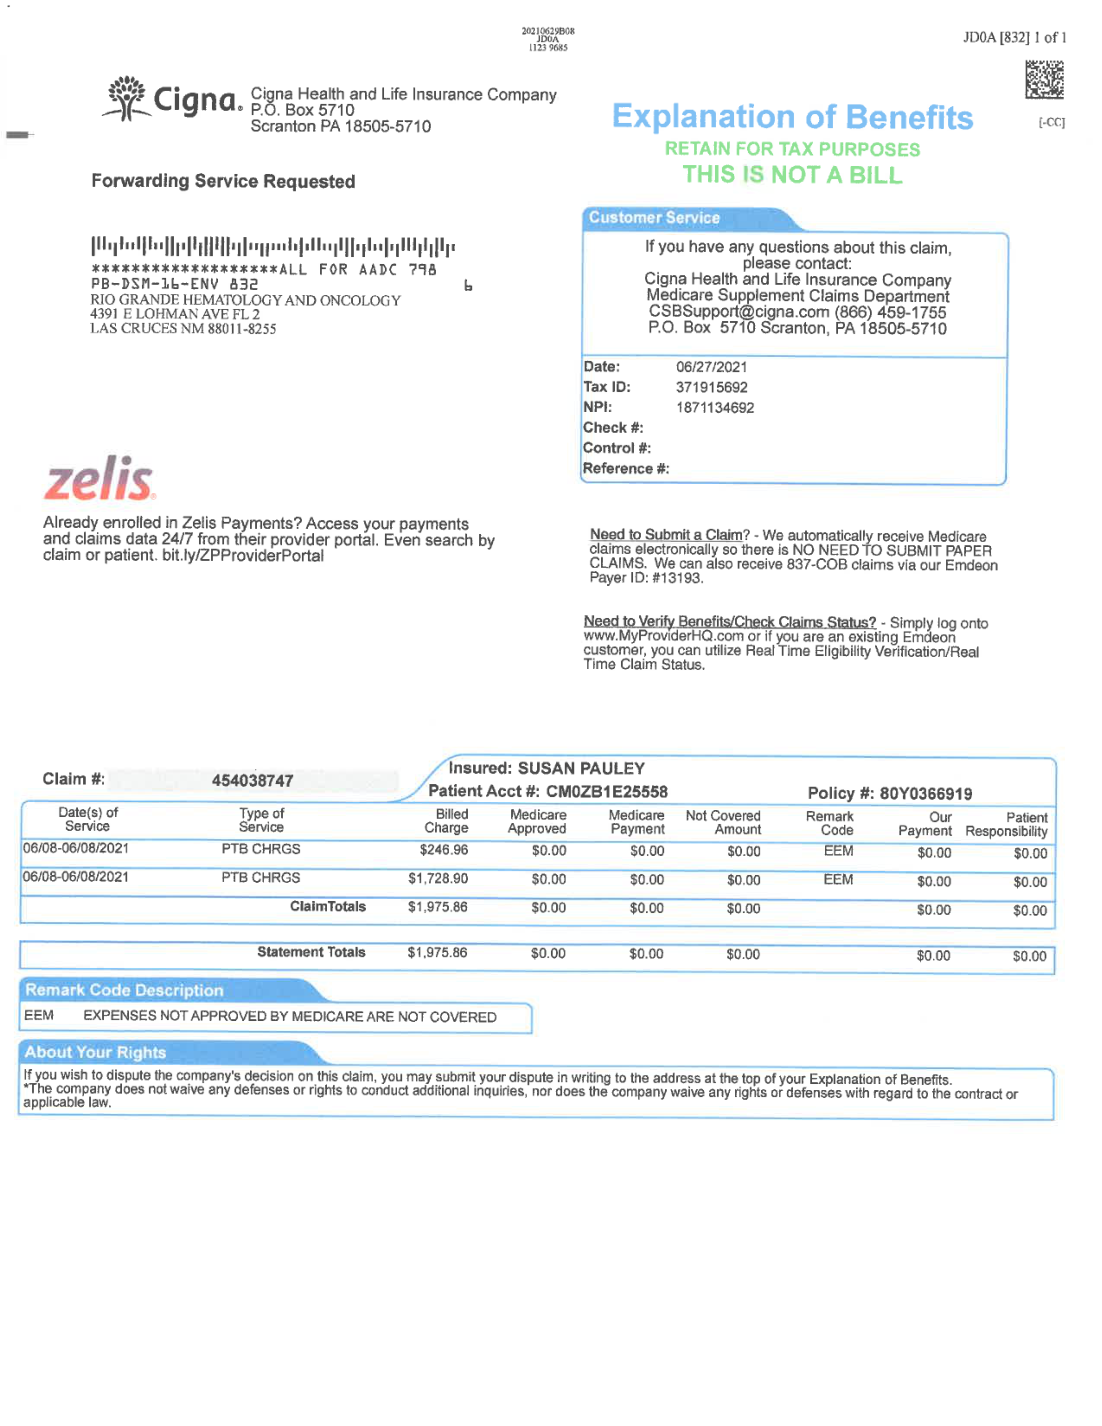 20210629B08
JD0A
1123 9685
JD0A [832] 1 of 1
Cigna®
Cigna Health and Life Insurance Company
P.O. Box 5710
Scranton PA 18505-5710
Explanation of Benefits
RETAIN FOR TAX PURPOSES
THIS IS NOT A BILL
[-CC]
Forwarding Service Requested
*******************ALL FOR AADC 798
PB-DSM-16-ENV 832 6
RIO GRANDE HEMATOLOGY AND ONCOLOGY
4391 E LOHMAN AVE FL 2
LAS CRUCES NM 88011-8255
Customer Service
If you have any questions about this claim,
please contact:
Cigna Health and Life Insurance Company
Medicare Supplement Claims Department
CSBSupport@cigna.com (866) 459-1755
P.O. Box 5710 Scranton, PA 18505-5710
Date: 06/27/2021
Tax ID: 371915692
NPI: 1871134692
Check #:
Control #:
Reference #:
zelis
Already enrolled in Zelis Payments? Access your payments
and claims data 24/7 from their provider portal. Even search by
claim or patient. bit.ly/ZPProviderPortal
Need to Submit a Claim? - We automatically receive Medicare
claims electronically so there is NO NEED TO SUBMIT PAPER
CLAIMS. We can also receive 837-COB claims via our Emdeon
Payer ID: #13193.
Need to Verify Benefits/Check Claims Status? - Simply log onto
www.MyProviderHQ.com or if you are an existing Emdeon
customer, you can utilize Real Time Eligibility Verification/Real
Time Claim Status.
Claim #: 454038747
Insured: SUSAN PAULEY
Patient Acct #: CM0ZB1E25558 Policy #: 80Y0366919
Date(s) of Type of Billed Medicare Medicare Not Covered Remark Our Patient
Service Service Charge Approved Payment Amount Code Payment Responsibility
06/08-06/08/2021 PTB CHRGS $246.96 $0.00 $0.00 $0.00 EEM $0.00 $0.00
06/08-06/08/2021 PTB CHRGS $1,728.90 $0.00 $0.00 $0.00 EEM $0.00 $0.00
ClaimTotals $1,975.86 $0.00 $0.00 $0.00 $0.00 $0.00
Statement Totals $1,975.86 $0.00 $0.00 $0.00 $0.00 $0.00
Remark Code Description
EEM EXPENSES NOT APPROVED BY MEDICARE ARE NOT COVERED
About Your Rights
If you wish to dispute the company's decision on this claim, you may submit your dispute in writing to the address at the top of your Explanation of Benefits.
*The company does not waive any defenses or rights to conduct additional inquiries, nor does the company waive any rights or defenses with regard to the contract or
applicable law.